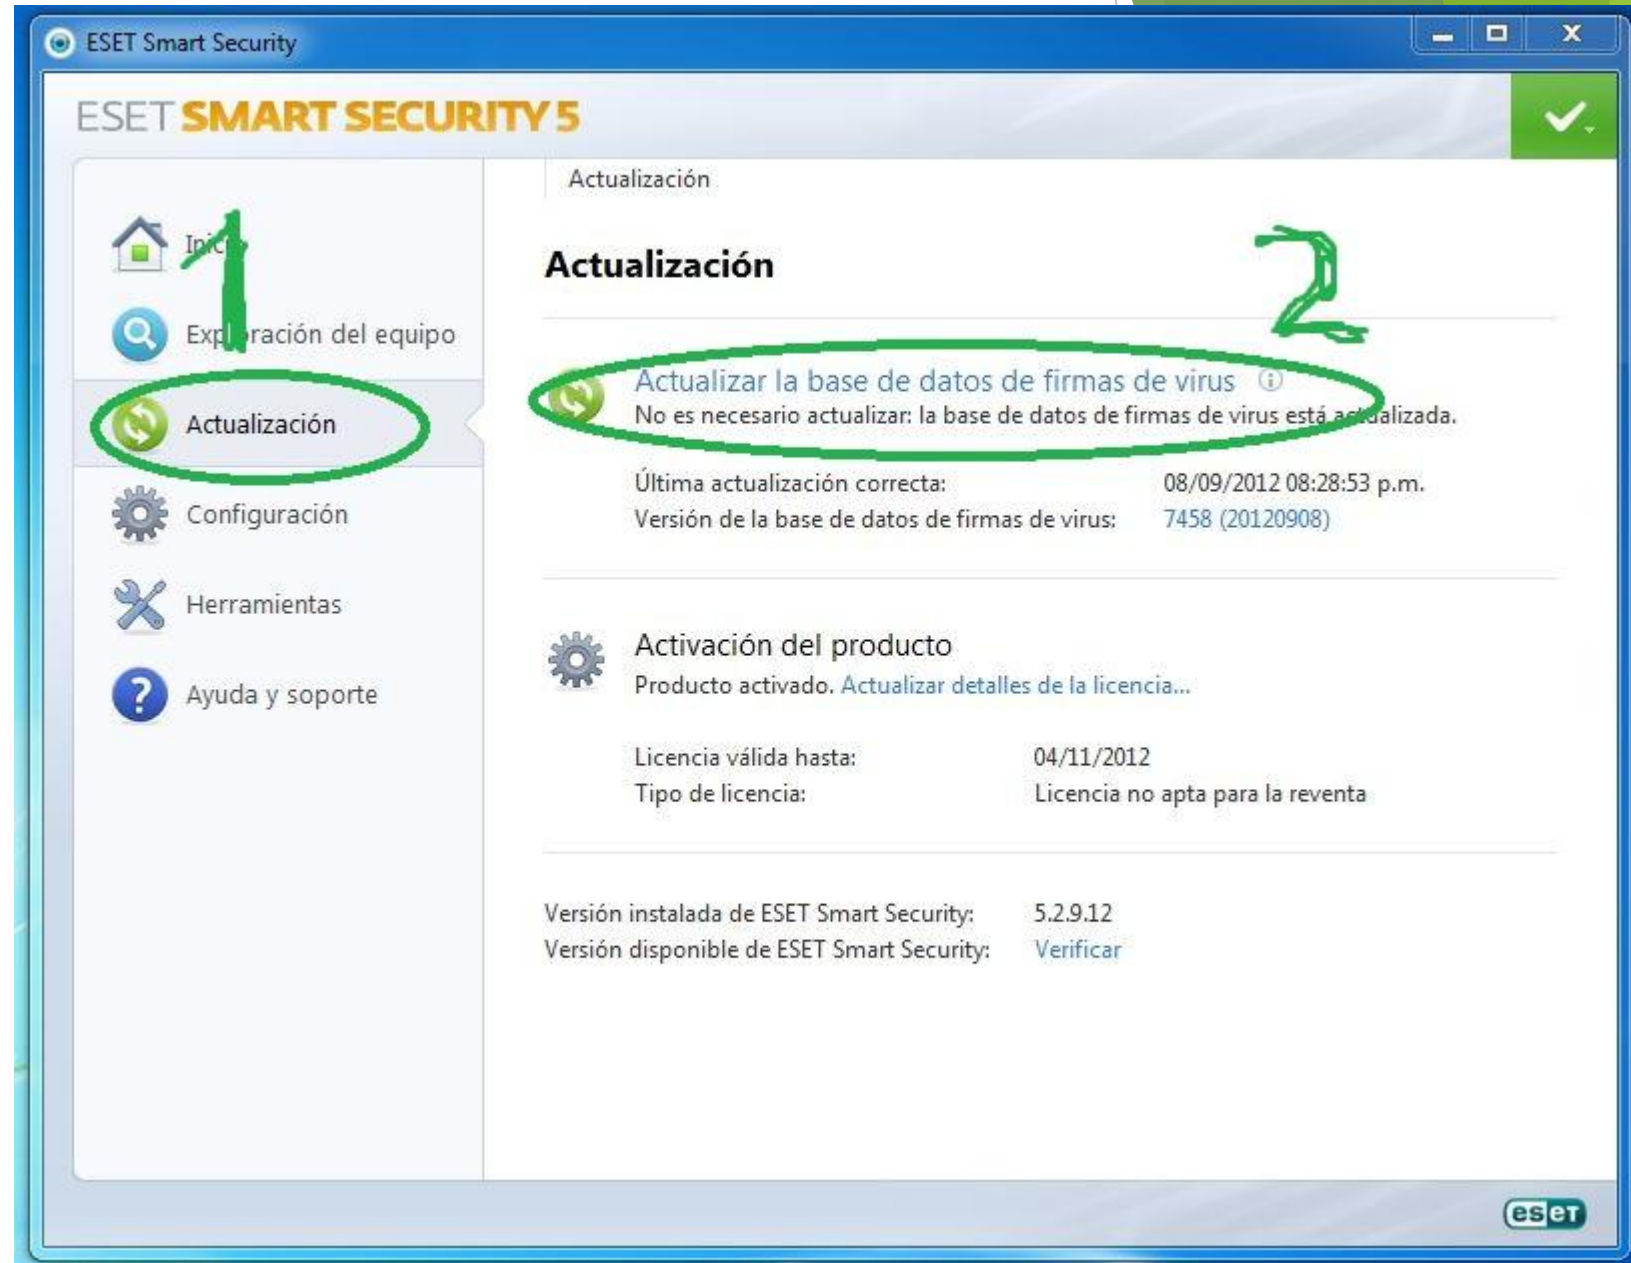 ESET Smart Security
ESET SMART SECURITY 5
Actualización
1
Inicio
Exploración del equipo
Actualización
Configuración
Herramientas
Ayuda y soporte
Actualización
2
Actualizar la base de datos de firmas de virus
No es necesario actualizar: la base de datos de firmas de virus está actualizada.
Última actualización correcta: 08/09/2012 08:28:53 p.m.
Versión de la base de datos de firmas de virus: 7458 (20120908)
Activación del producto
Producto activado. Actualizar detalles de la licencia...
Licencia válida hasta: 04/11/2012
Tipo de licencia: Licencia no apta para la reventa
Versión instalada de ESET Smart Security: 5.2.9.12
Versión disponible de ESET Smart Security: Verificar
eseT